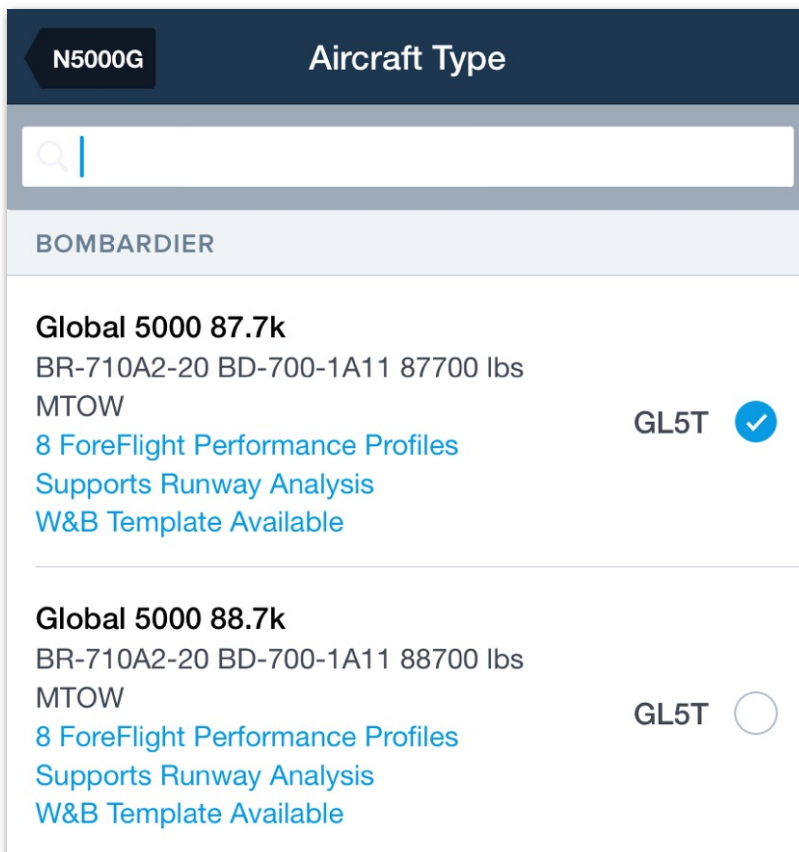 N5000G
Aircraft Type
BOMBARDIER
Global 5000 87.7k
BR-710A2-20 BD-700-1A11 87700 lbs
MTOW
8 ForeFlight Performance Profiles
Supports Runway Analysis
W&B Template Available
GL5T
Global 5000 88.7k
BR-710A2-20 BD-700-1A11 88700 lbs
MTOW
8 ForeFlight Performance Profiles
Supports Runway Analysis
W&B Template Available
GL5T